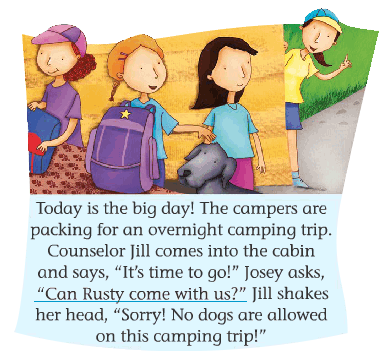 Today is the big day! The campers are
packing for an overnight camping trip.
Counselor Jill comes into the cabin
and says, “It’s time to go!” Josey asks,
“Can Rusty come with us?” Jill shakes
her head, “Sorry! No dogs are allowed
on this camping trip!”